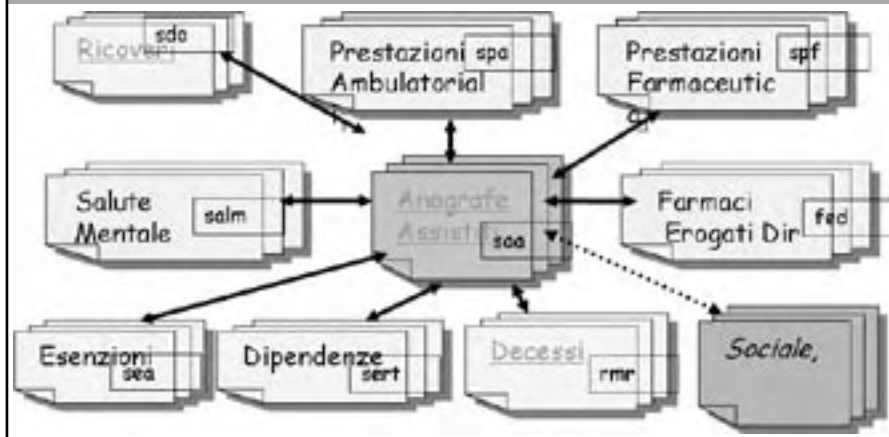 Ricoveri
sdo
Prestazioni
Ambulatorial
i,
spa
Prestazioni
Farmaceutic
a,
spf
Salute
Mentale
salm
Anagrafe
Assistiti
saa
Farmaci
Erogati Dir
fed
Esenzioni
sea
Dipendenze
sert
Decessi
rmr
Sociale,